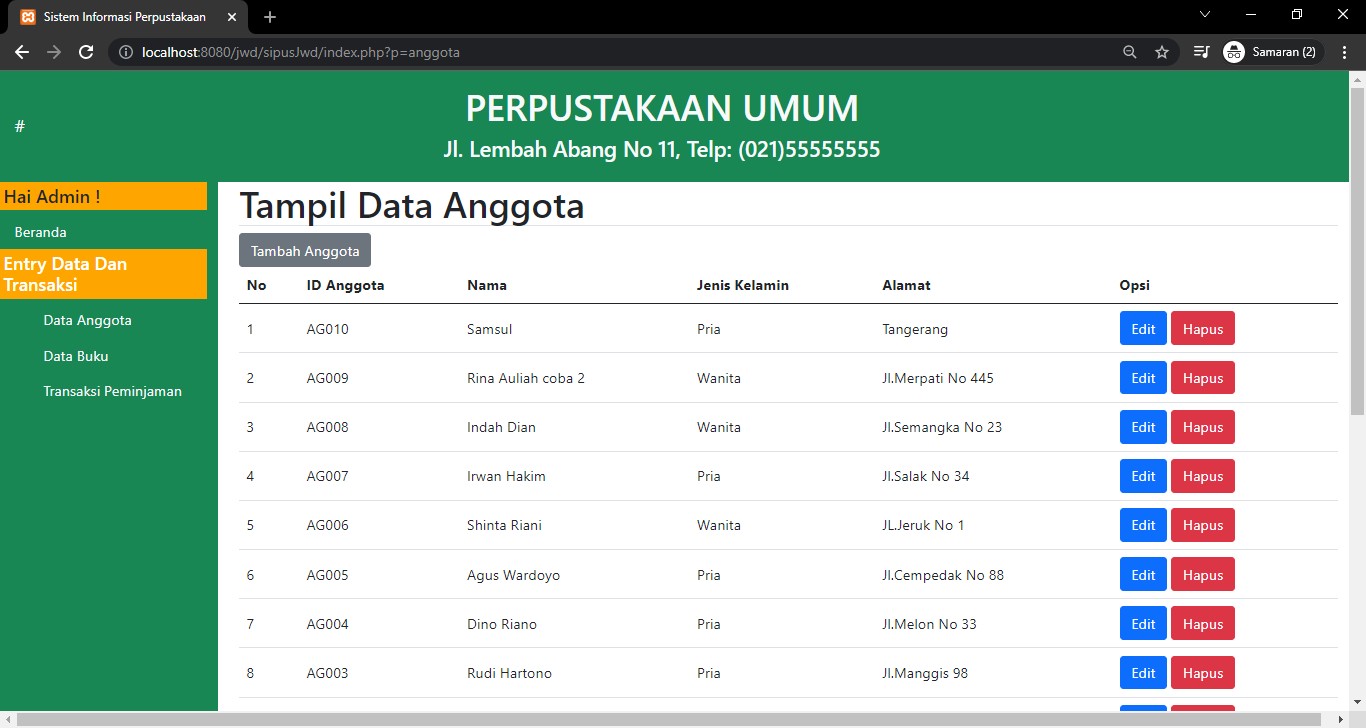 Sistem Informasi Perpustakaan
localhost:8080/jwd/sipusJwd/index.php?p=anggota
Samaran (2)
#
PERPUSTAKAAN UMUM
Jl. Lembah Abang No 11, Telp: (021)55555555
Hai Admin !
Beranda
Entry Data Dan
Transaksi
Data Anggota
Data Buku
Transaksi Peminjaman
Tampil Data Anggota
Tambah Anggota
No ID Anggota Nama Jenis Kelamin Alamat Opsi
1 AG010 Samsul Pria Tangerang Edit Hapus
2 AG009 Rina Auliah coba 2 Wanita Jl.Merpati No 445 Edit Hapus
3 AG008 Indah Dian Wanita Jl.Semangka No 23 Edit Hapus
4 AG007 Irwan Hakim Pria Jl.Salak No 34 Edit Hapus
5 AG006 Shinta Riani Wanita JL.Jeruk No 1 Edit Hapus
6 AG005 Agus Wardoyo Pria Jl.Cempedak No 88 Edit Hapus
7 AG004 Dino Riano Pria Jl.Melon No 33 Edit Hapus
8 AG003 Rudi Hartono Pria Jl.Manggis 98 Edit Hapus